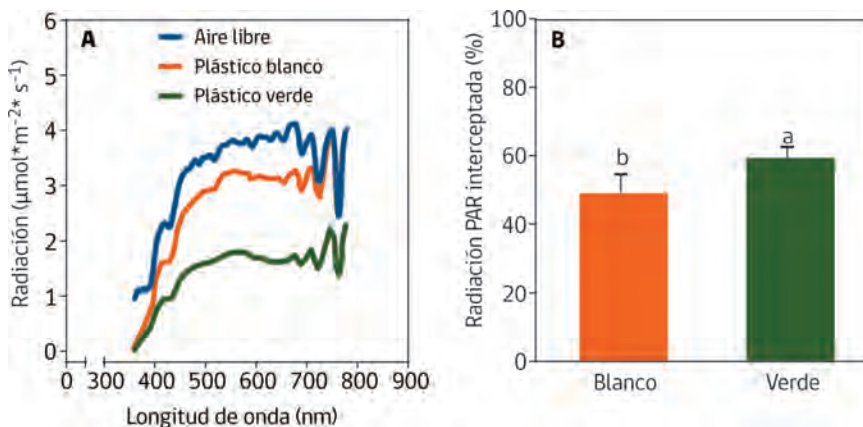 A
Aire libre
Plástico blanco
Plástico verde
Radiación (μmol*m⁻²* s⁻¹)
6
5
4
3
2
1
0
0 300 400 500 600 700 800 900
Longitud de onda (nm)
B
Radiación PAR interceptada (%)
100
80
60
40
20
0
b
a
Blanco Verde